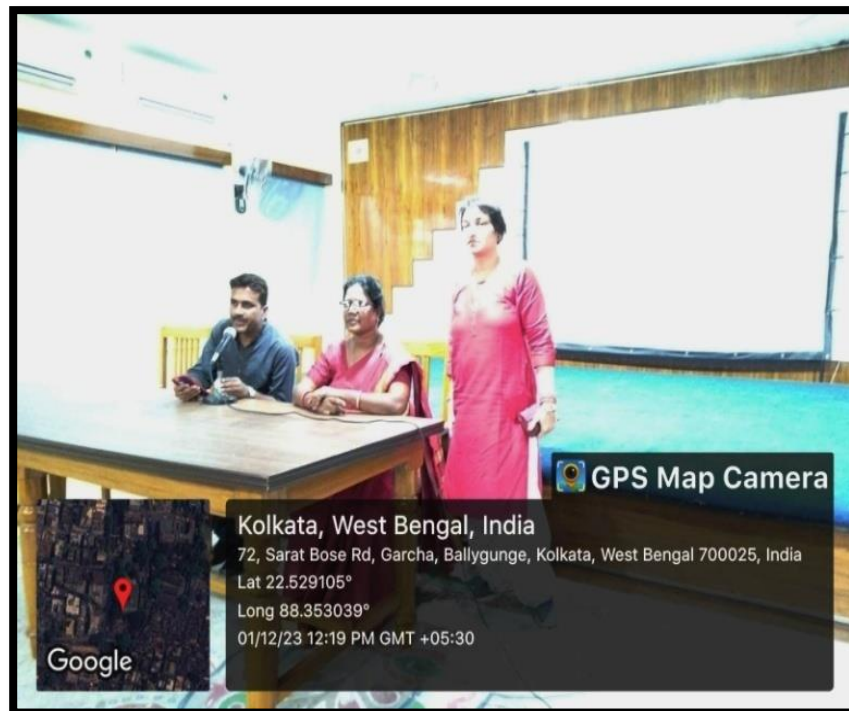 GPS Map Camera
Kolkata, West Bengal, India
72, Sarat Bose Rd, Garcha, Ballygunge, Kolkata, West Bengal 700025, India
Lat 22.529105°
Long 88.353039°
01/12/23 12:19 PM GMT +05:30
Google